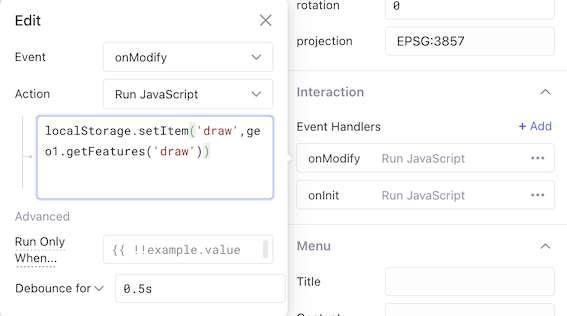 Edit
Event
onModify
Action
Run JavaScript
localStorage.setItem('draw',ge
o1.getFeatures('draw'))
Advanced
Run Only
When...
{{ !!example.value
Debounce for
0.5s
rotation
0
projection
EPSG:3857
Interaction
Event Handlers
+ Add
onModify
Run JavaScript
onInit
Run JavaScript
Menu
Title